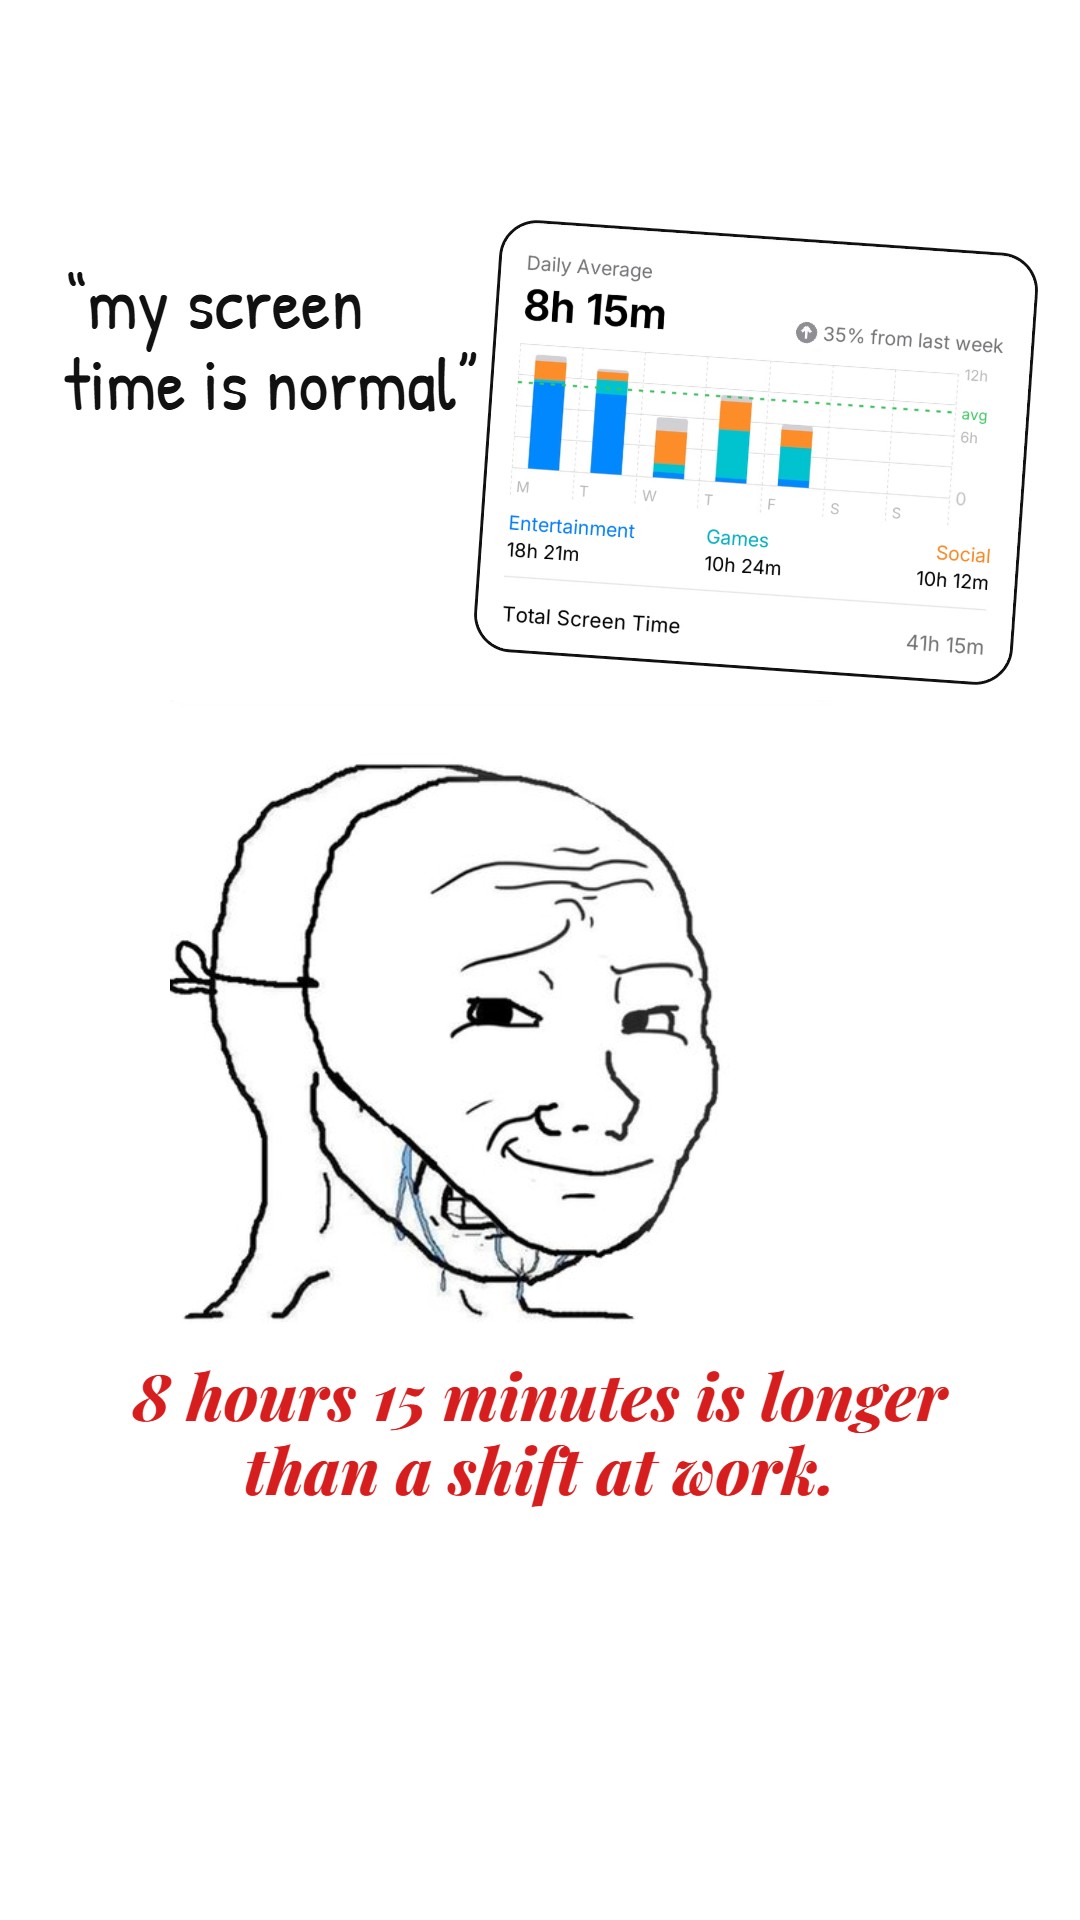 “my screen
time is normal”
Daily Average
8h 15m
35% from last week
12h
avg
6h
0
M T W T F S S
Entertainment Games Social
18h 21m 10h 24m 10h 12m
Total Screen Time 41h 15m
8 hours 15 minutes is longer
than a shift at work.